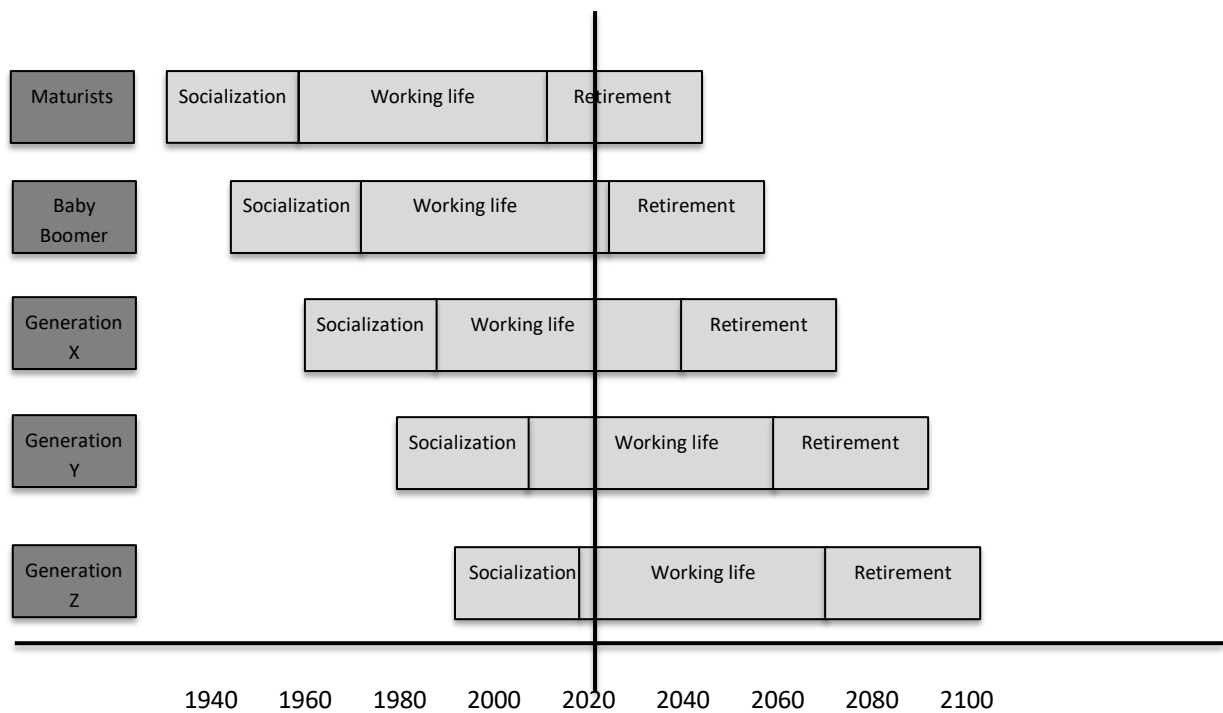 Maturists
Socialization Working life Retirement
Baby
Boomer
Socialization Working life Retirement
Generation
X
Socialization Working life Retirement
Generation
Y
Socialization Working life Retirement
Generation
Z
Socialization Working life Retirement
1940 1960 1980 2000 2020 2040 2060 2080 2100